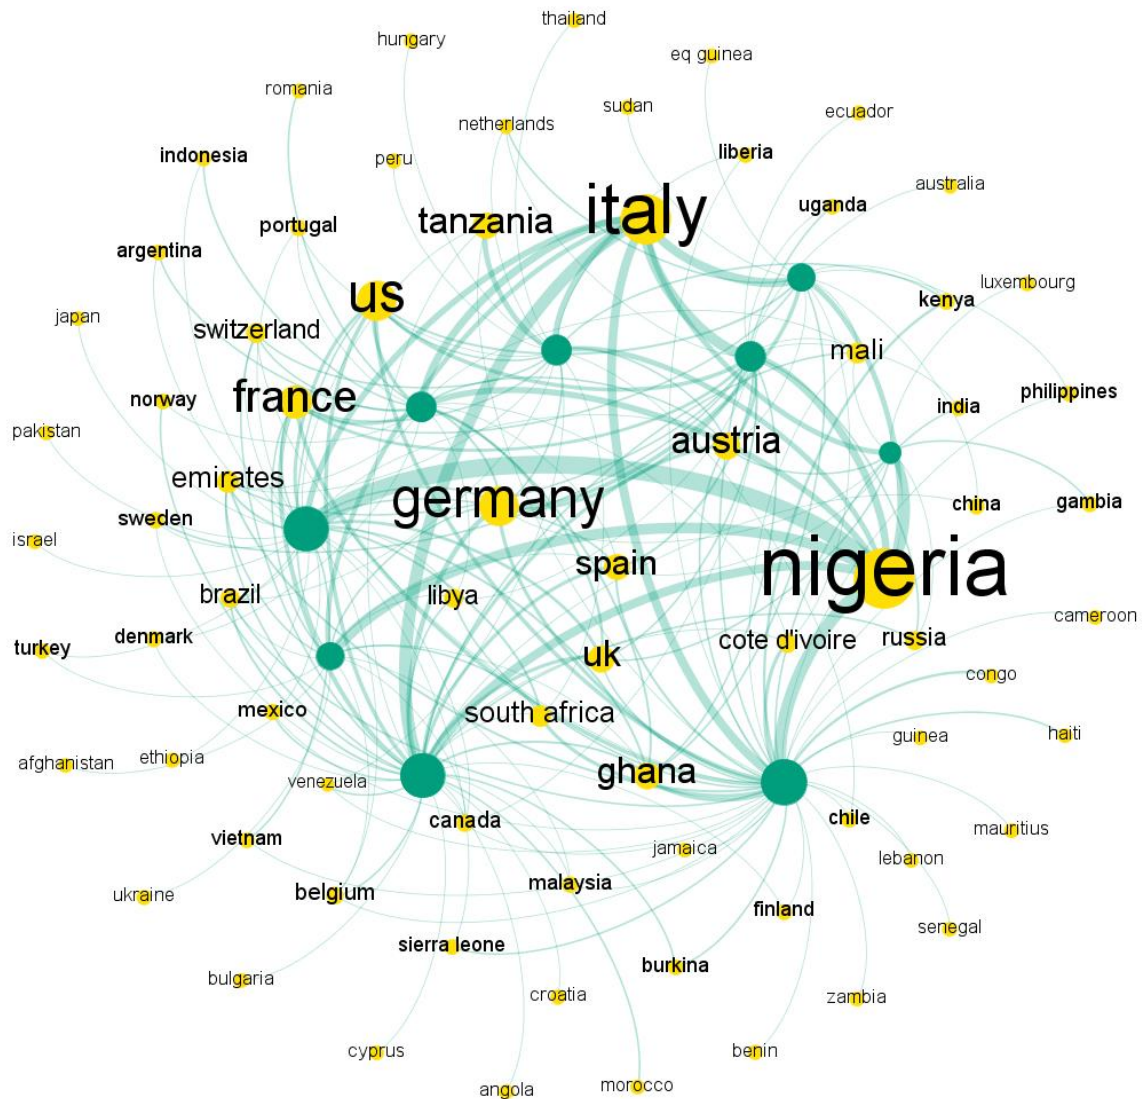 thailand
hungary
eq guinea
romania
sudan
ecuador
netherlands
indonesia
peru
liberia
australia
italy
uganda
tanzania
portugal
argentina
luxembourg
us
kenya
japan
switzerland
mali
philippines
france
norway
india
pakistan
austria
emirates
germany
china
gambia
sweden
israel
spain
nigeria
brazil
libya
cameroon
denmark
turkey
cote d'ivoire
russia
uk
congo
mexico
south africa
guinea
haiti
ethiopia
afghanistan
venezuela
ghana
canada
chile
mauritius
vietnam
jamaica
lebanon
malaysia
belgium
ukraine
finland
senegal
sierra leone
burkina
bulgaria
croatia
zambia
cyprus
benin
angola
morocco